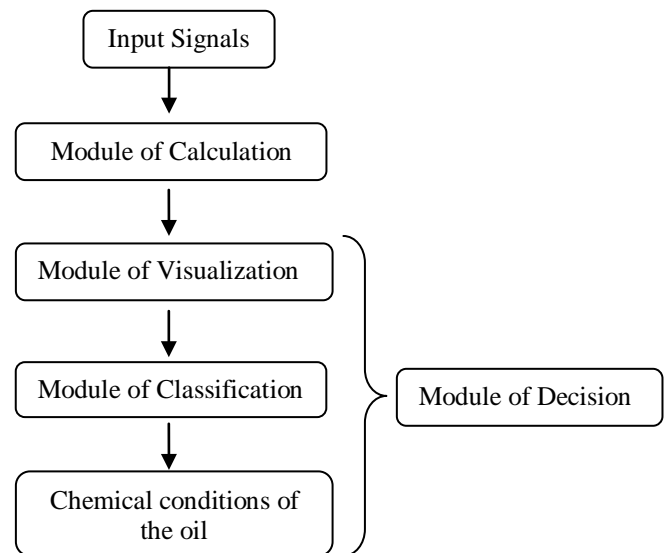 Input Signals
Module of Calculation
Module of Visualization
Module of Classification
Module of Decision
Chemical conditions of
the oil